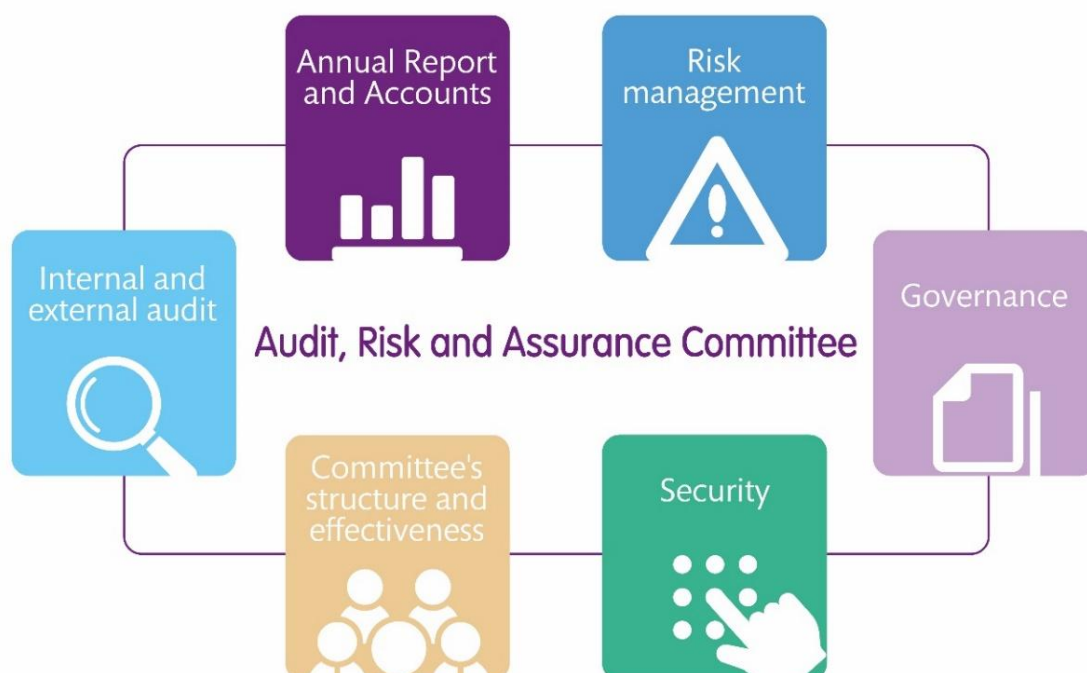 Annual Report
and Accounts
Risk
management
Internal and
external audit
Governance
Audit, Risk and Assurance Committee
Committee's
structure and
effectiveness
Security